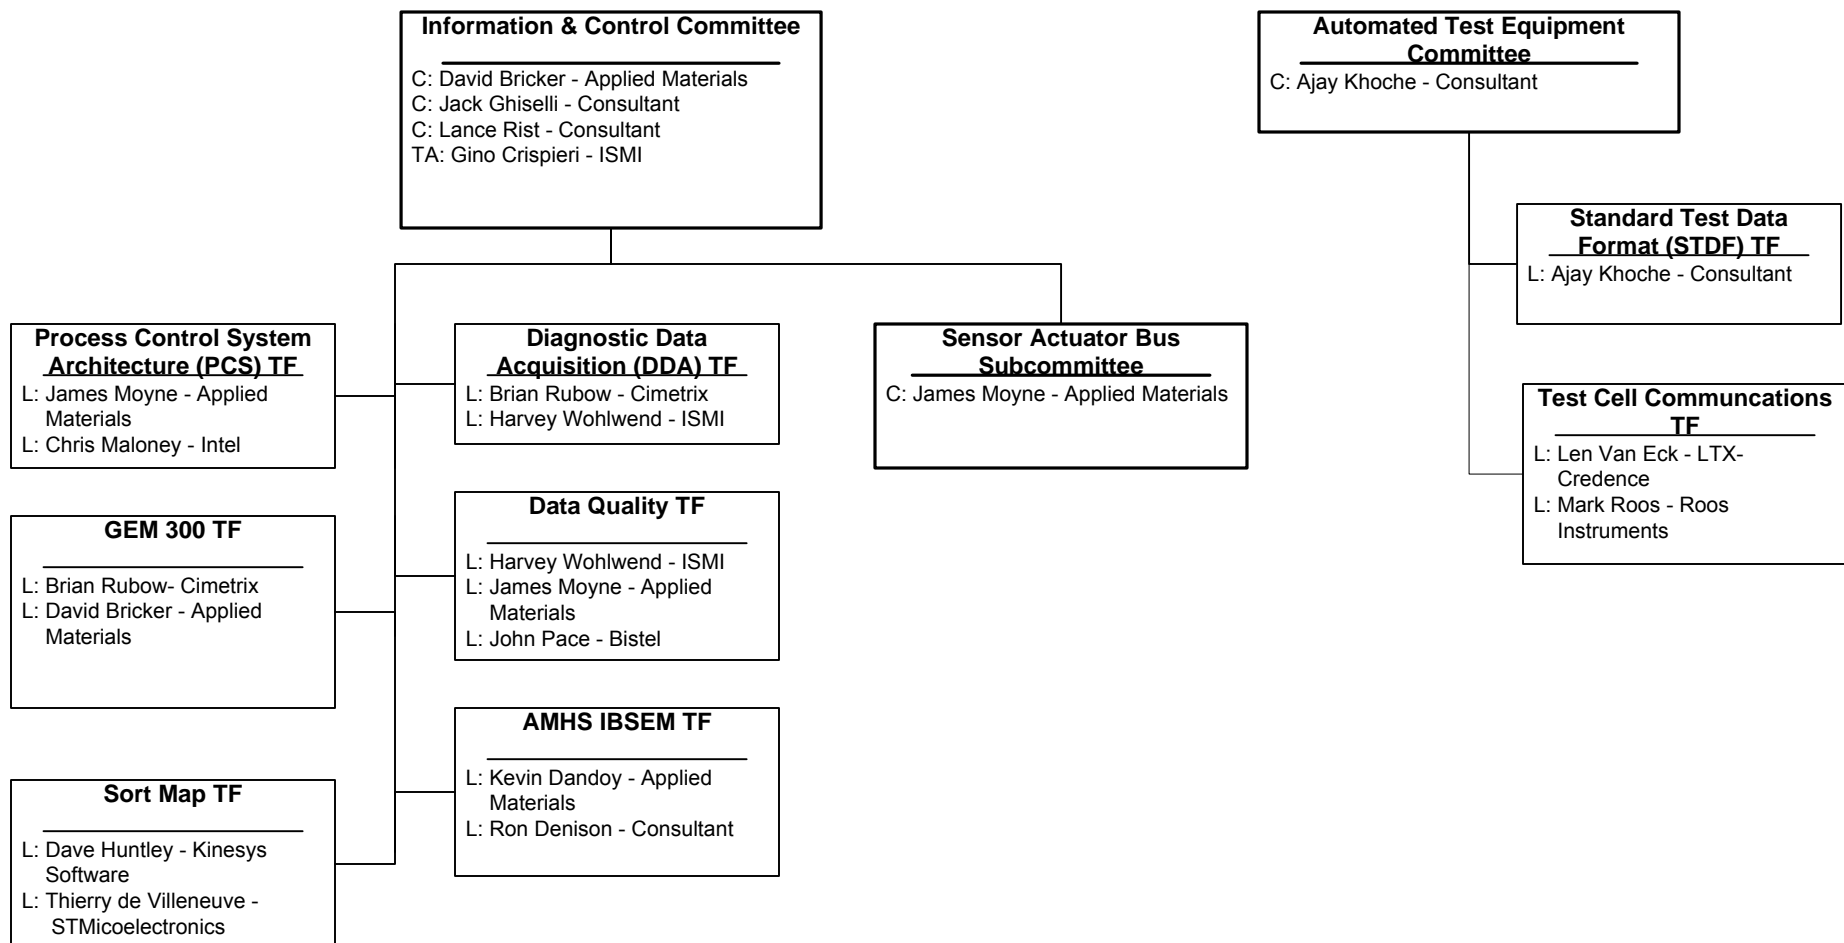 Information & Control Committee
C: David Bricker - Applied Materials
C: Jack Ghiselli - Consultant
C: Lance Rist - Consultant
TA: Gino Crispieri - ISMI
Automated Test Equipment
Committee
C: Ajay Khoche - Consultant
Standard Test Data
Format (STDF) TF
L: Ajay Khoche - Consultant
Process Control System
Architecture (PCS) TF
L: James Moyne - Applied
Materials
L: Chris Maloney - Intel
Diagnostic Data
Acquisition (DDA) TF
L: Brian Rubow - Cimetrix
L: Harvey Wohlwend - ISMI
Sensor Actuator Bus
Subcommittee
C: James Moyne - Applied Materials
Test Cell Communcations
TF
L: Len Van Eck - LTX-
Credence
L: Mark Roos - Roos
Instruments
GEM 300 TF
L: Brian Rubow- Cimetrix
L: David Bricker - Applied
Materials
Data Quality TF
L: Harvey Wohlwend - ISMI
L: James Moyne - Applied
Materials
L: John Pace - Bistel
AMHS IBSEM TF
L: Kevin Dandoy - Applied
Materials
L: Ron Denison - Consultant
Sort Map TF
L: Dave Huntley - Kinesys
Software
L: Thierry de Villeneuve -
STMicoelectronics